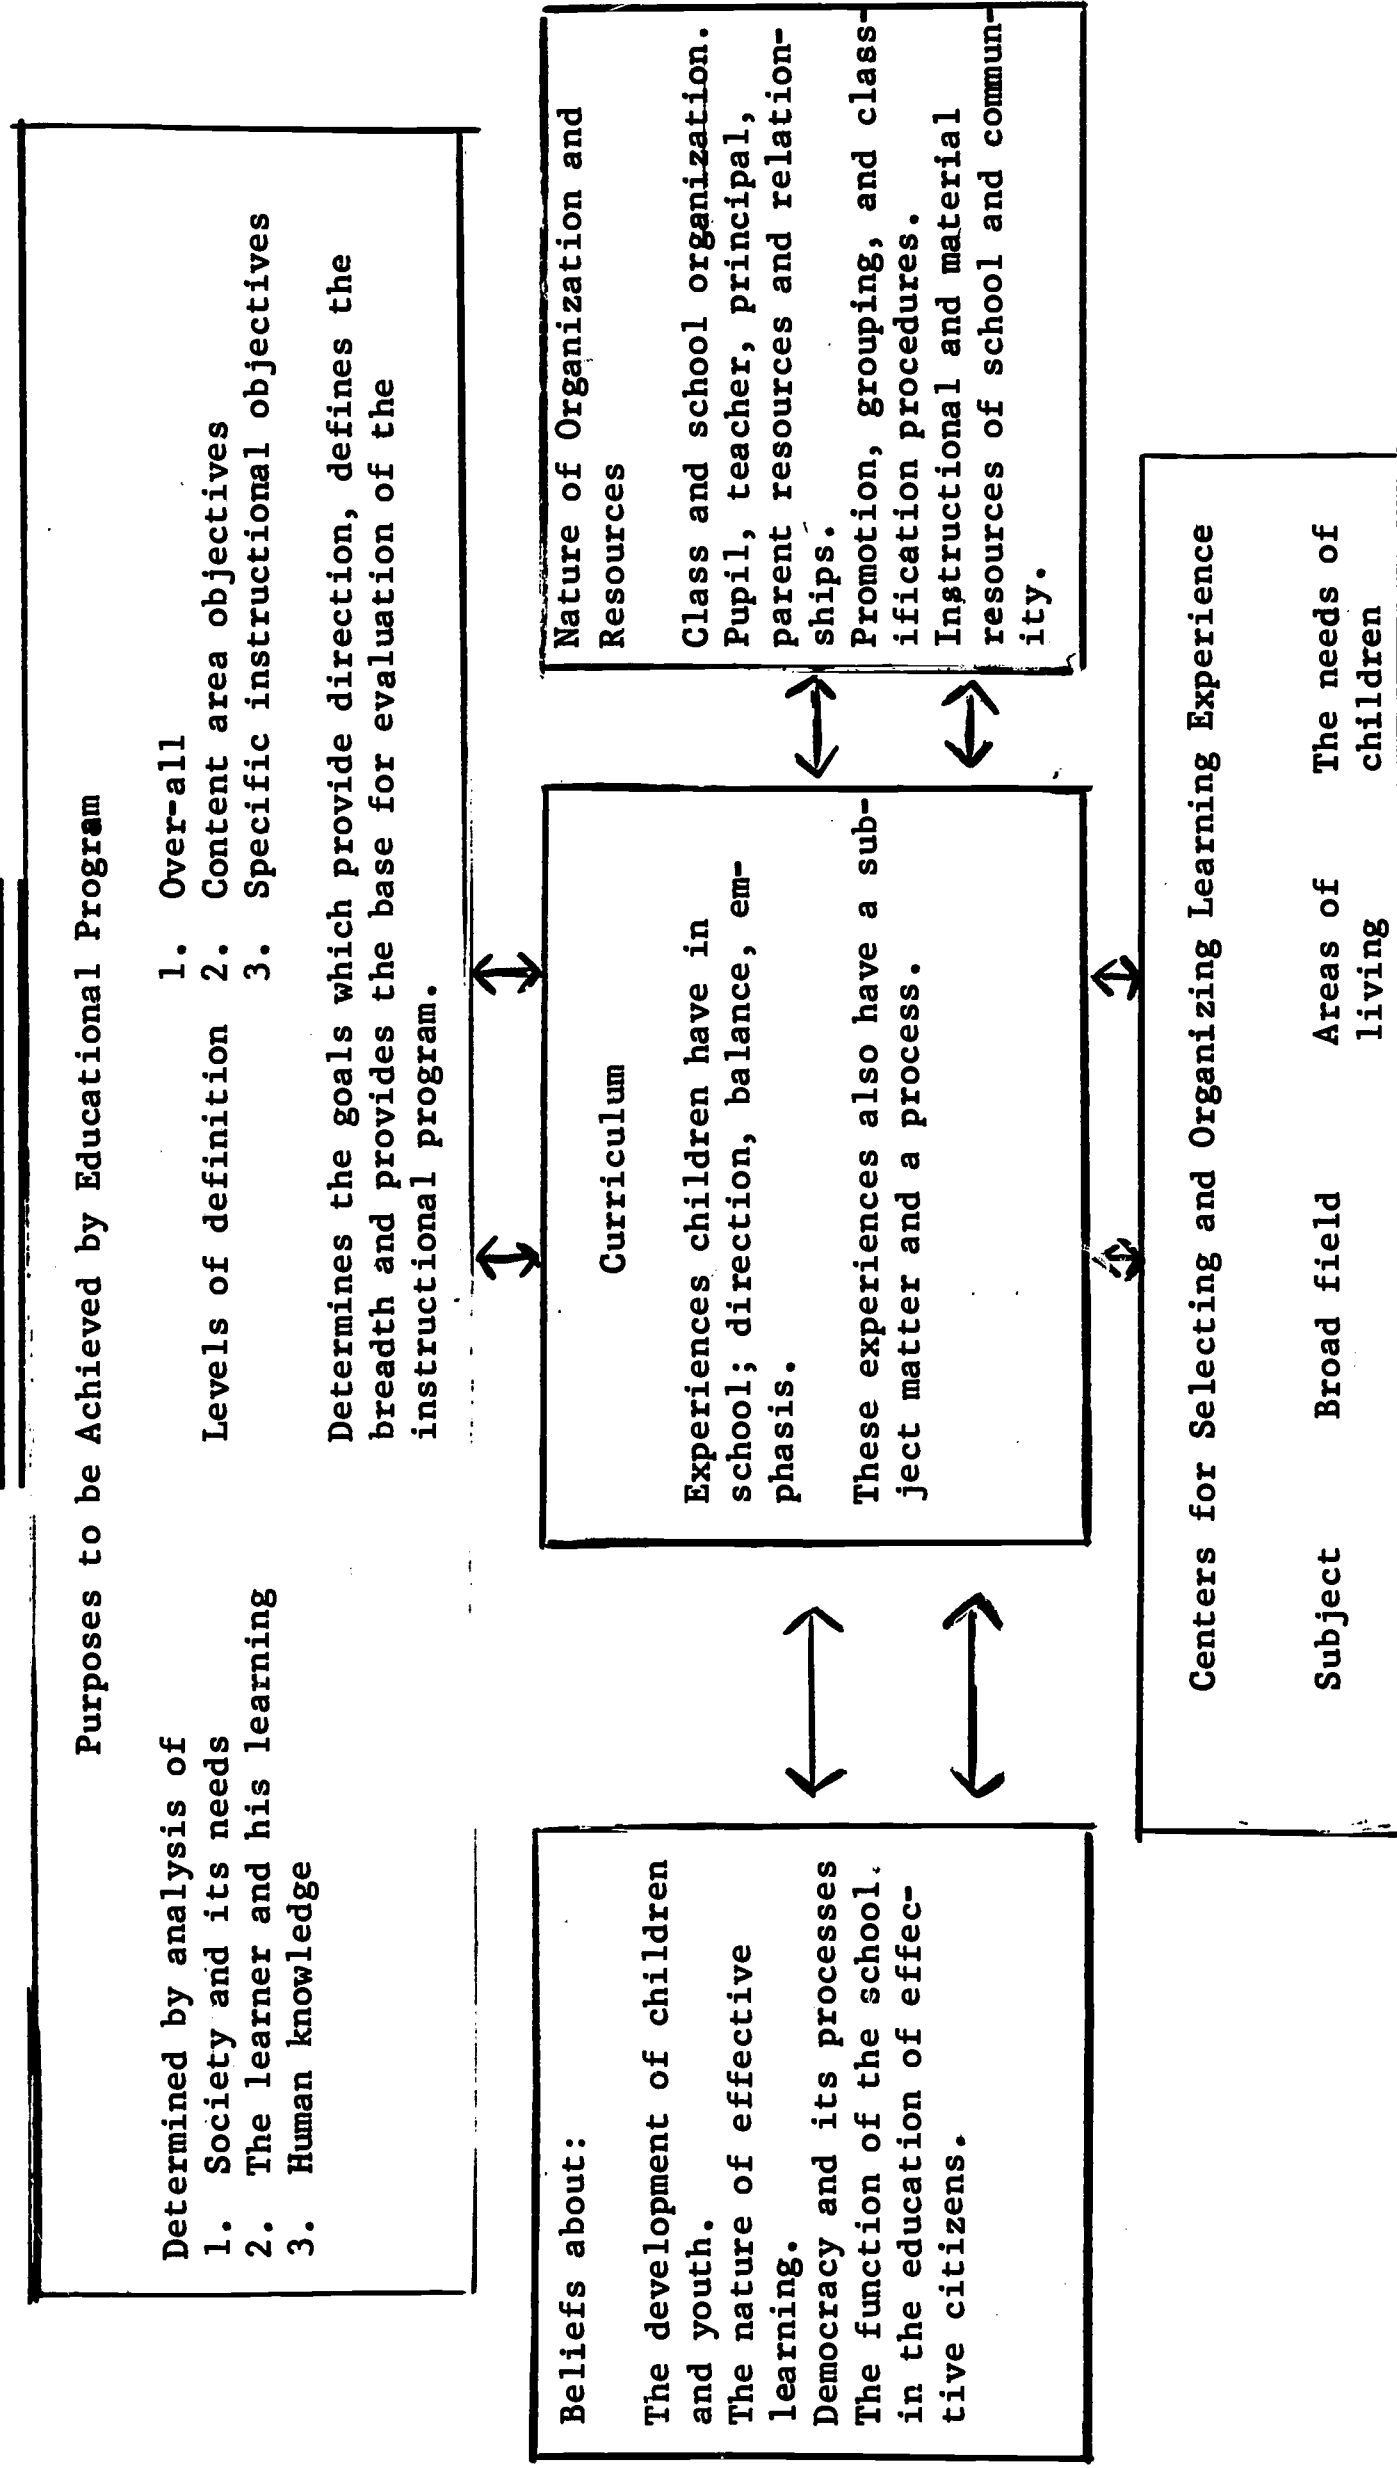 Purposes to be Achieved by Educational Program
Determined by analysis of
1. Society and its needs
2. The learner and his learning
3. Human knowledge
Levels of definition
1. Over-all
2. Content area objectives
3. Specific instructional objectives
Determines the goals which provide direction, defines the
breadth and provides the base for evaluation of the
instructional program.
Beliefs about:
The development of children
and youth.
The nature of effective
learning.
Democracy and its processes
The function of the school.
in the education of effec-
tive citizens.
Curriculum
Experiences children have in
school; direction, balance, em-
phasis.
These experiences also have a sub-
ject matter and a process.
Nature of Organization and
Resources
Class and school organization.
Pupil, teacher, principal,
parent resources and relation-
ships.
Promotion, grouping, and class-
ification procedures.
Instructional and material
resources of school and commun-
ity.
Centers for Selecting and Organizing Learning Experience
Subject
Broad field
Areas of
living
The needs of
children